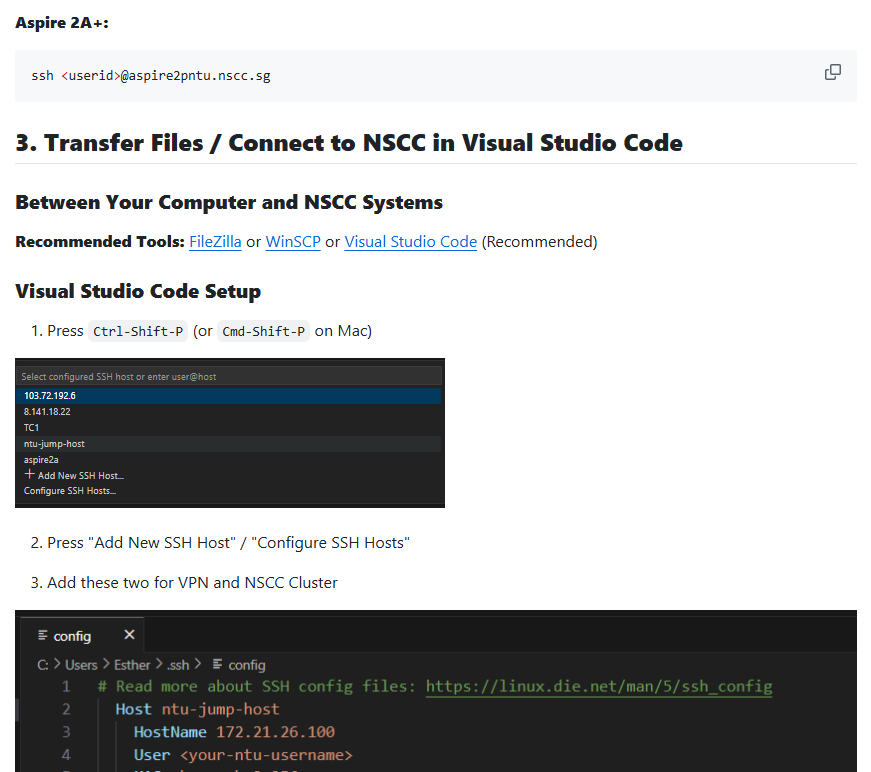 Aspire 2A+:
ssh <userid>@aspire2pntu.nscc.sg
3. Transfer Files / Connect to NSCC in Visual Studio Code
Between Your Computer and NSCC Systems
Recommended Tools: FileZilla or WinSCP or Visual Studio Code (Recommended)
Visual Studio Code Setup
1. Press Ctrl-Shift-P (or Cmd-Shift-P on Mac)
Select configured SSH host or enter user@host
103.72.192.6
8.141.18.22
TC1
ntu-jump-host
aspire2a
+ Add New SSH Host...
Configure SSH Hosts...
2. Press "Add New SSH Host" / "Configure SSH Hosts"
3. Add these two for VPN and NSCC Cluster
config
C: > Users > Esther > .ssh > config
1 # Read more about SSH config files: https://linux.die.net/man/5/ssh_config
2 Host ntu-jump-host
3 HostName 172.21.26.100
4 User <your-ntu-username>